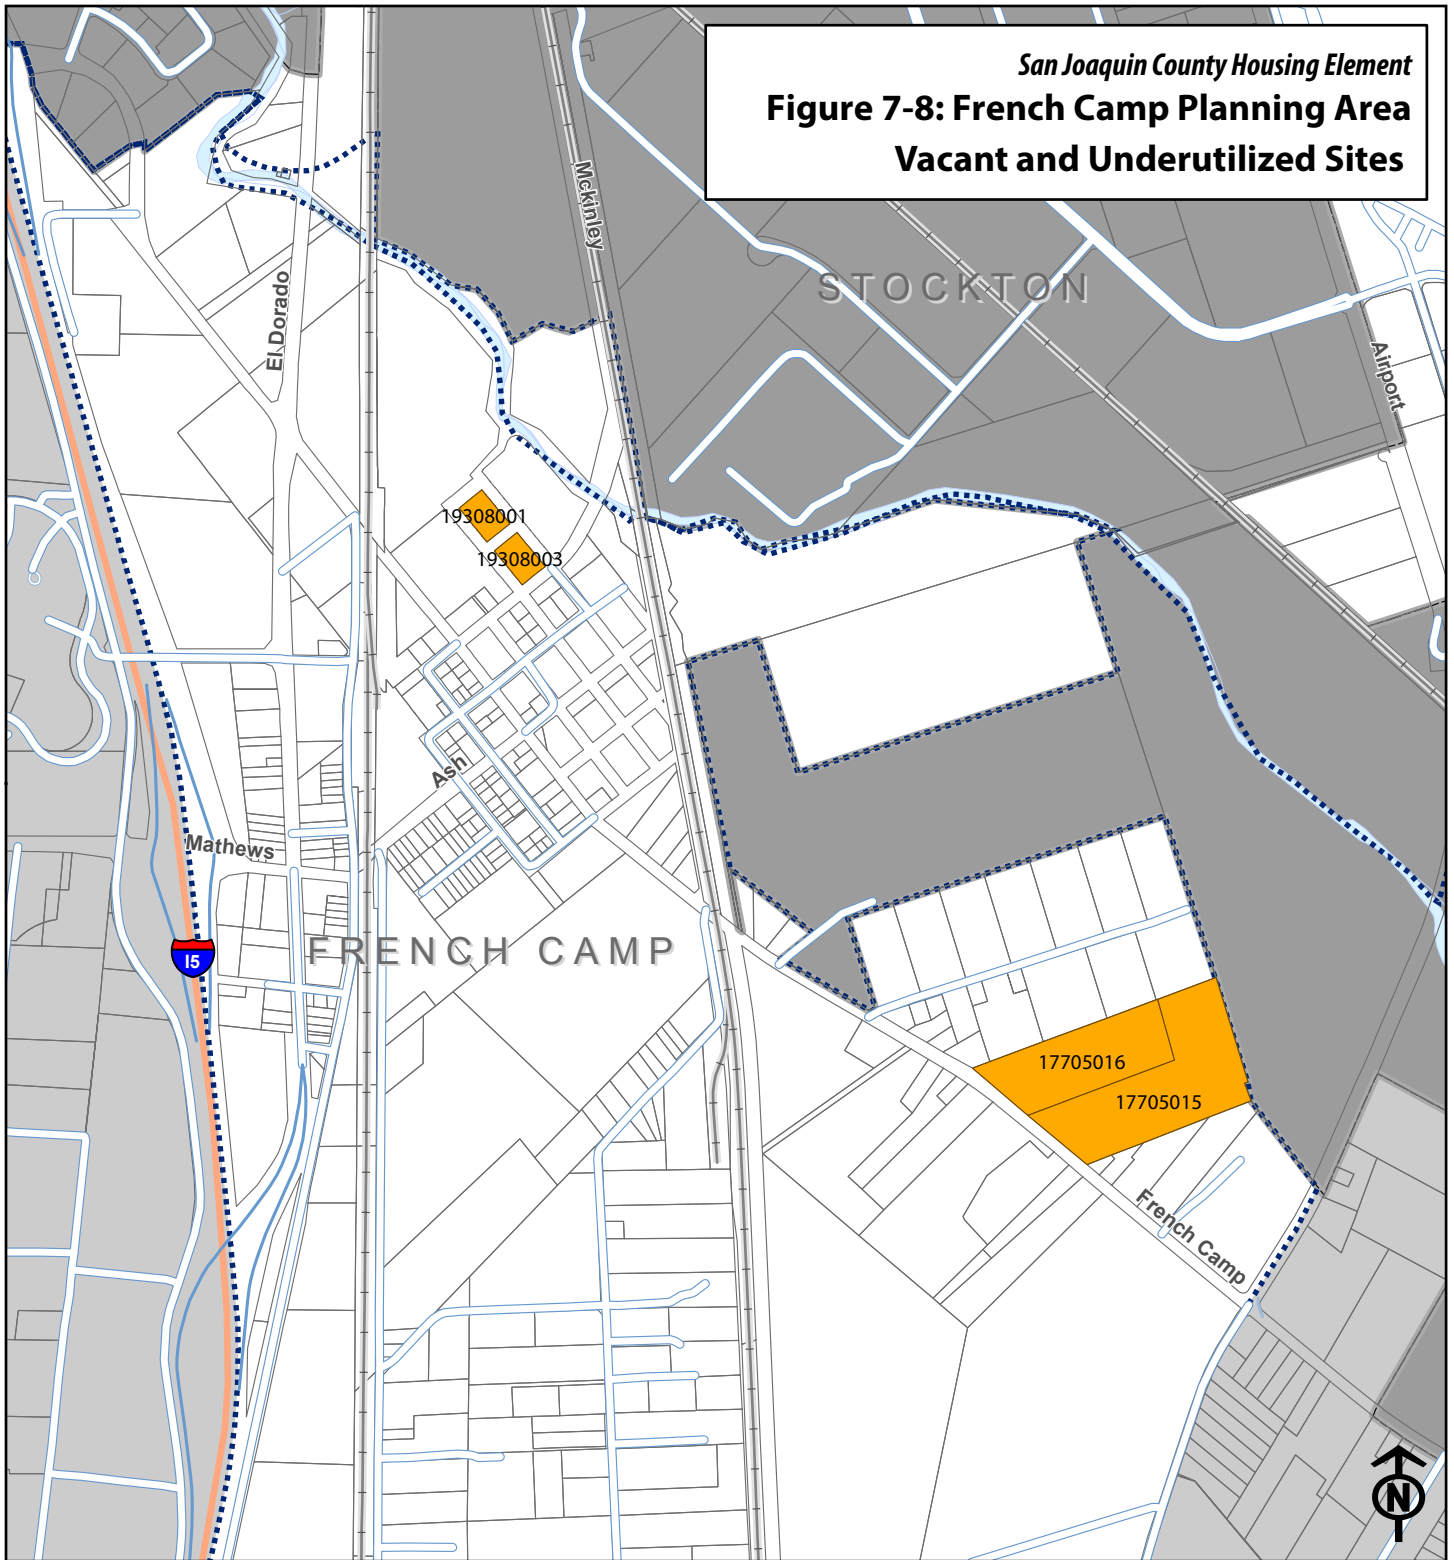 San Joaquin County Housing Element
Figure 7-8: French Camp Planning Area
Vacant and Underutilized Sites
Mckinley
STOCKTON
El Dorado
Airport
19308001
19308003
Ash
Mathews
FRENCH CAMP
I5
17705016
17705015
French Camp
N